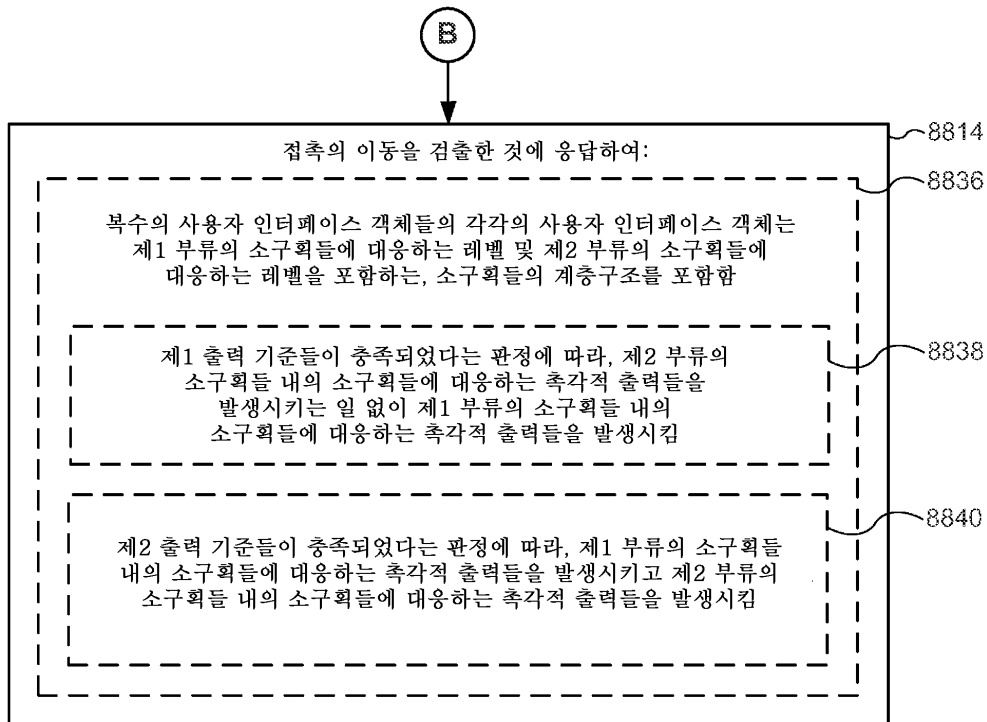 B
8814
접촉의 이동을 검출한 것에 응답하여:
8836
복수의 사용자 인터페이스 객체들의 각각의 사용자 인터페이스 객체는
제1 부류의 소구획들에 대응하는 레벨 및 제2 부류의 소구획들에
대응하는 레벨을 포함하는, 소구획들의 계층구조를 포함함
8838
제1 출력 기준들이 충족되었다는 판정에 따라, 제2 부류의
소구획들 내의 소구획들에 대응하는 촉각적 출력들을
발생시키는 일 없이 제1 부류의 소구획들 내의
소구획들에 대응하는 촉각적 출력들을 발생시킴
8840
제2 출력 기준들이 충족되었다는 판정에 따라, 제1 부류의 소구획들
내의 소구획들에 대응하는 촉각적 출력들을 발생시키고 제2 부류의
소구획들 내의 소구획들에 대응하는 촉각적 출력들을 발생시킴